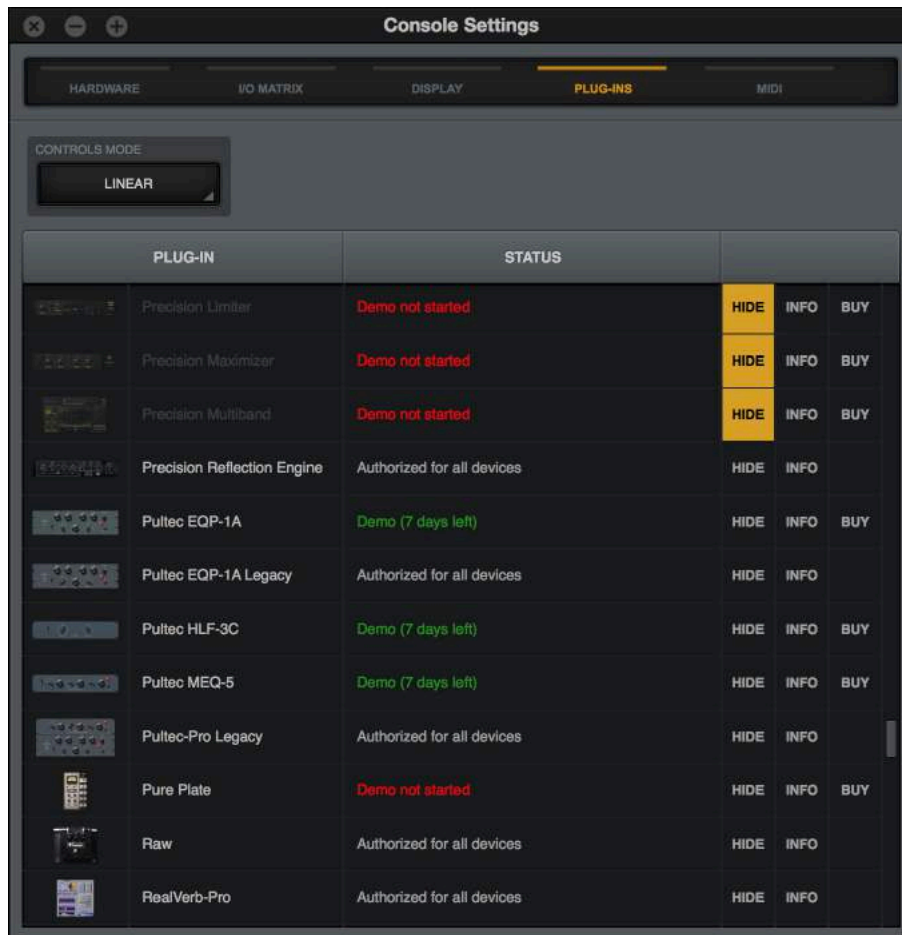 Console Settings
HARDWARE I/O MATRIX DISPLAY PLUG-INS MIDI
CONTROLS MODE
LINEAR
PLUG-IN STATUS
Precision Limiter Demo not started HIDE INFO BUY
Precision Maximizer Demo not started HIDE INFO BUY
Precision Multiband Demo not started HIDE INFO BUY
Precision Reflection Engine Authorized for all devices HIDE INFO
Pultec EQP-1A Demo (7 days left) HIDE INFO BUY
Pultec EQP-1A Legacy Authorized for all devices HIDE INFO
Pultec HLF-3C Demo (7 days left) HIDE INFO BUY
Pultec MEQ-5 Demo (7 days left) HIDE INFO BUY
Pultec-Pro Legacy Authorized for all devices HIDE INFO
Pure Plate Demo not started HIDE INFO BUY
Raw Authorized for all devices HIDE INFO
RealVerb-Pro Authorized for all devices HIDE INFO